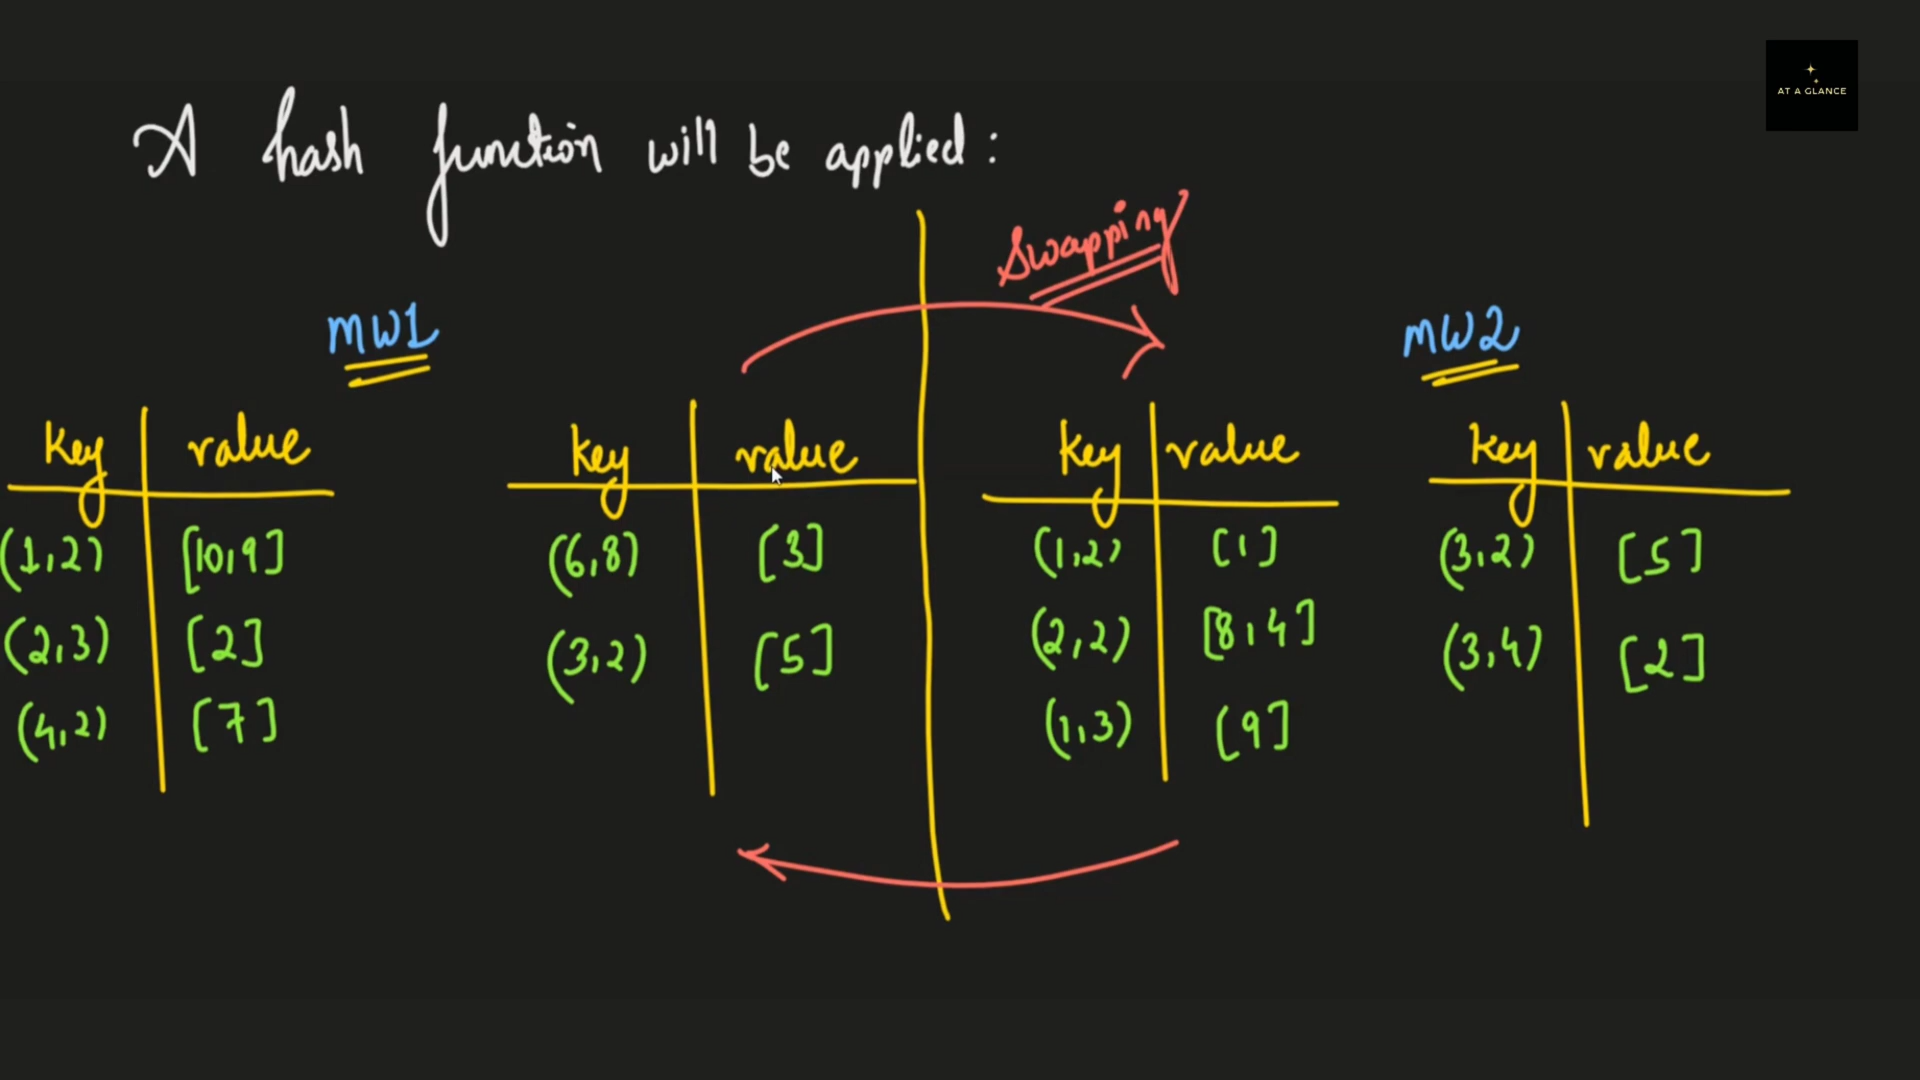 AT A GLANCE
A hash function will be applied :
Swapping
MW1 MW2
Key value key value key value key value
(1,2) [10,9] (6,8) [3] (1,2) [1] (3,2) [5]
(2,3) [2] (3,2) [5] (2,2) [8,4] (3,4) [2]
(4,2) [7] (1,3) [9]